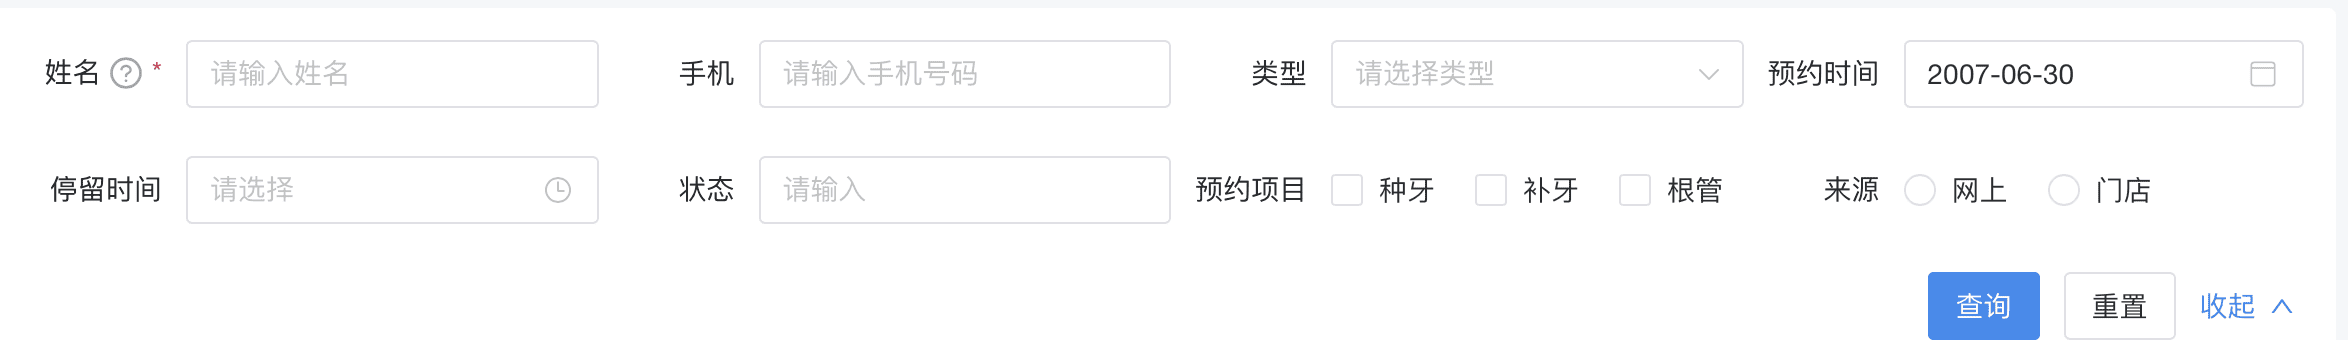 姓名 ? * 请输入姓名 手机 请输入手机号码 类型 请选择类型 预约时间 2007-06-30
停留时间 请选择 状态 请输入 预约项目 种牙 补牙 根管 来源 网上 门店
查询 重置 收起